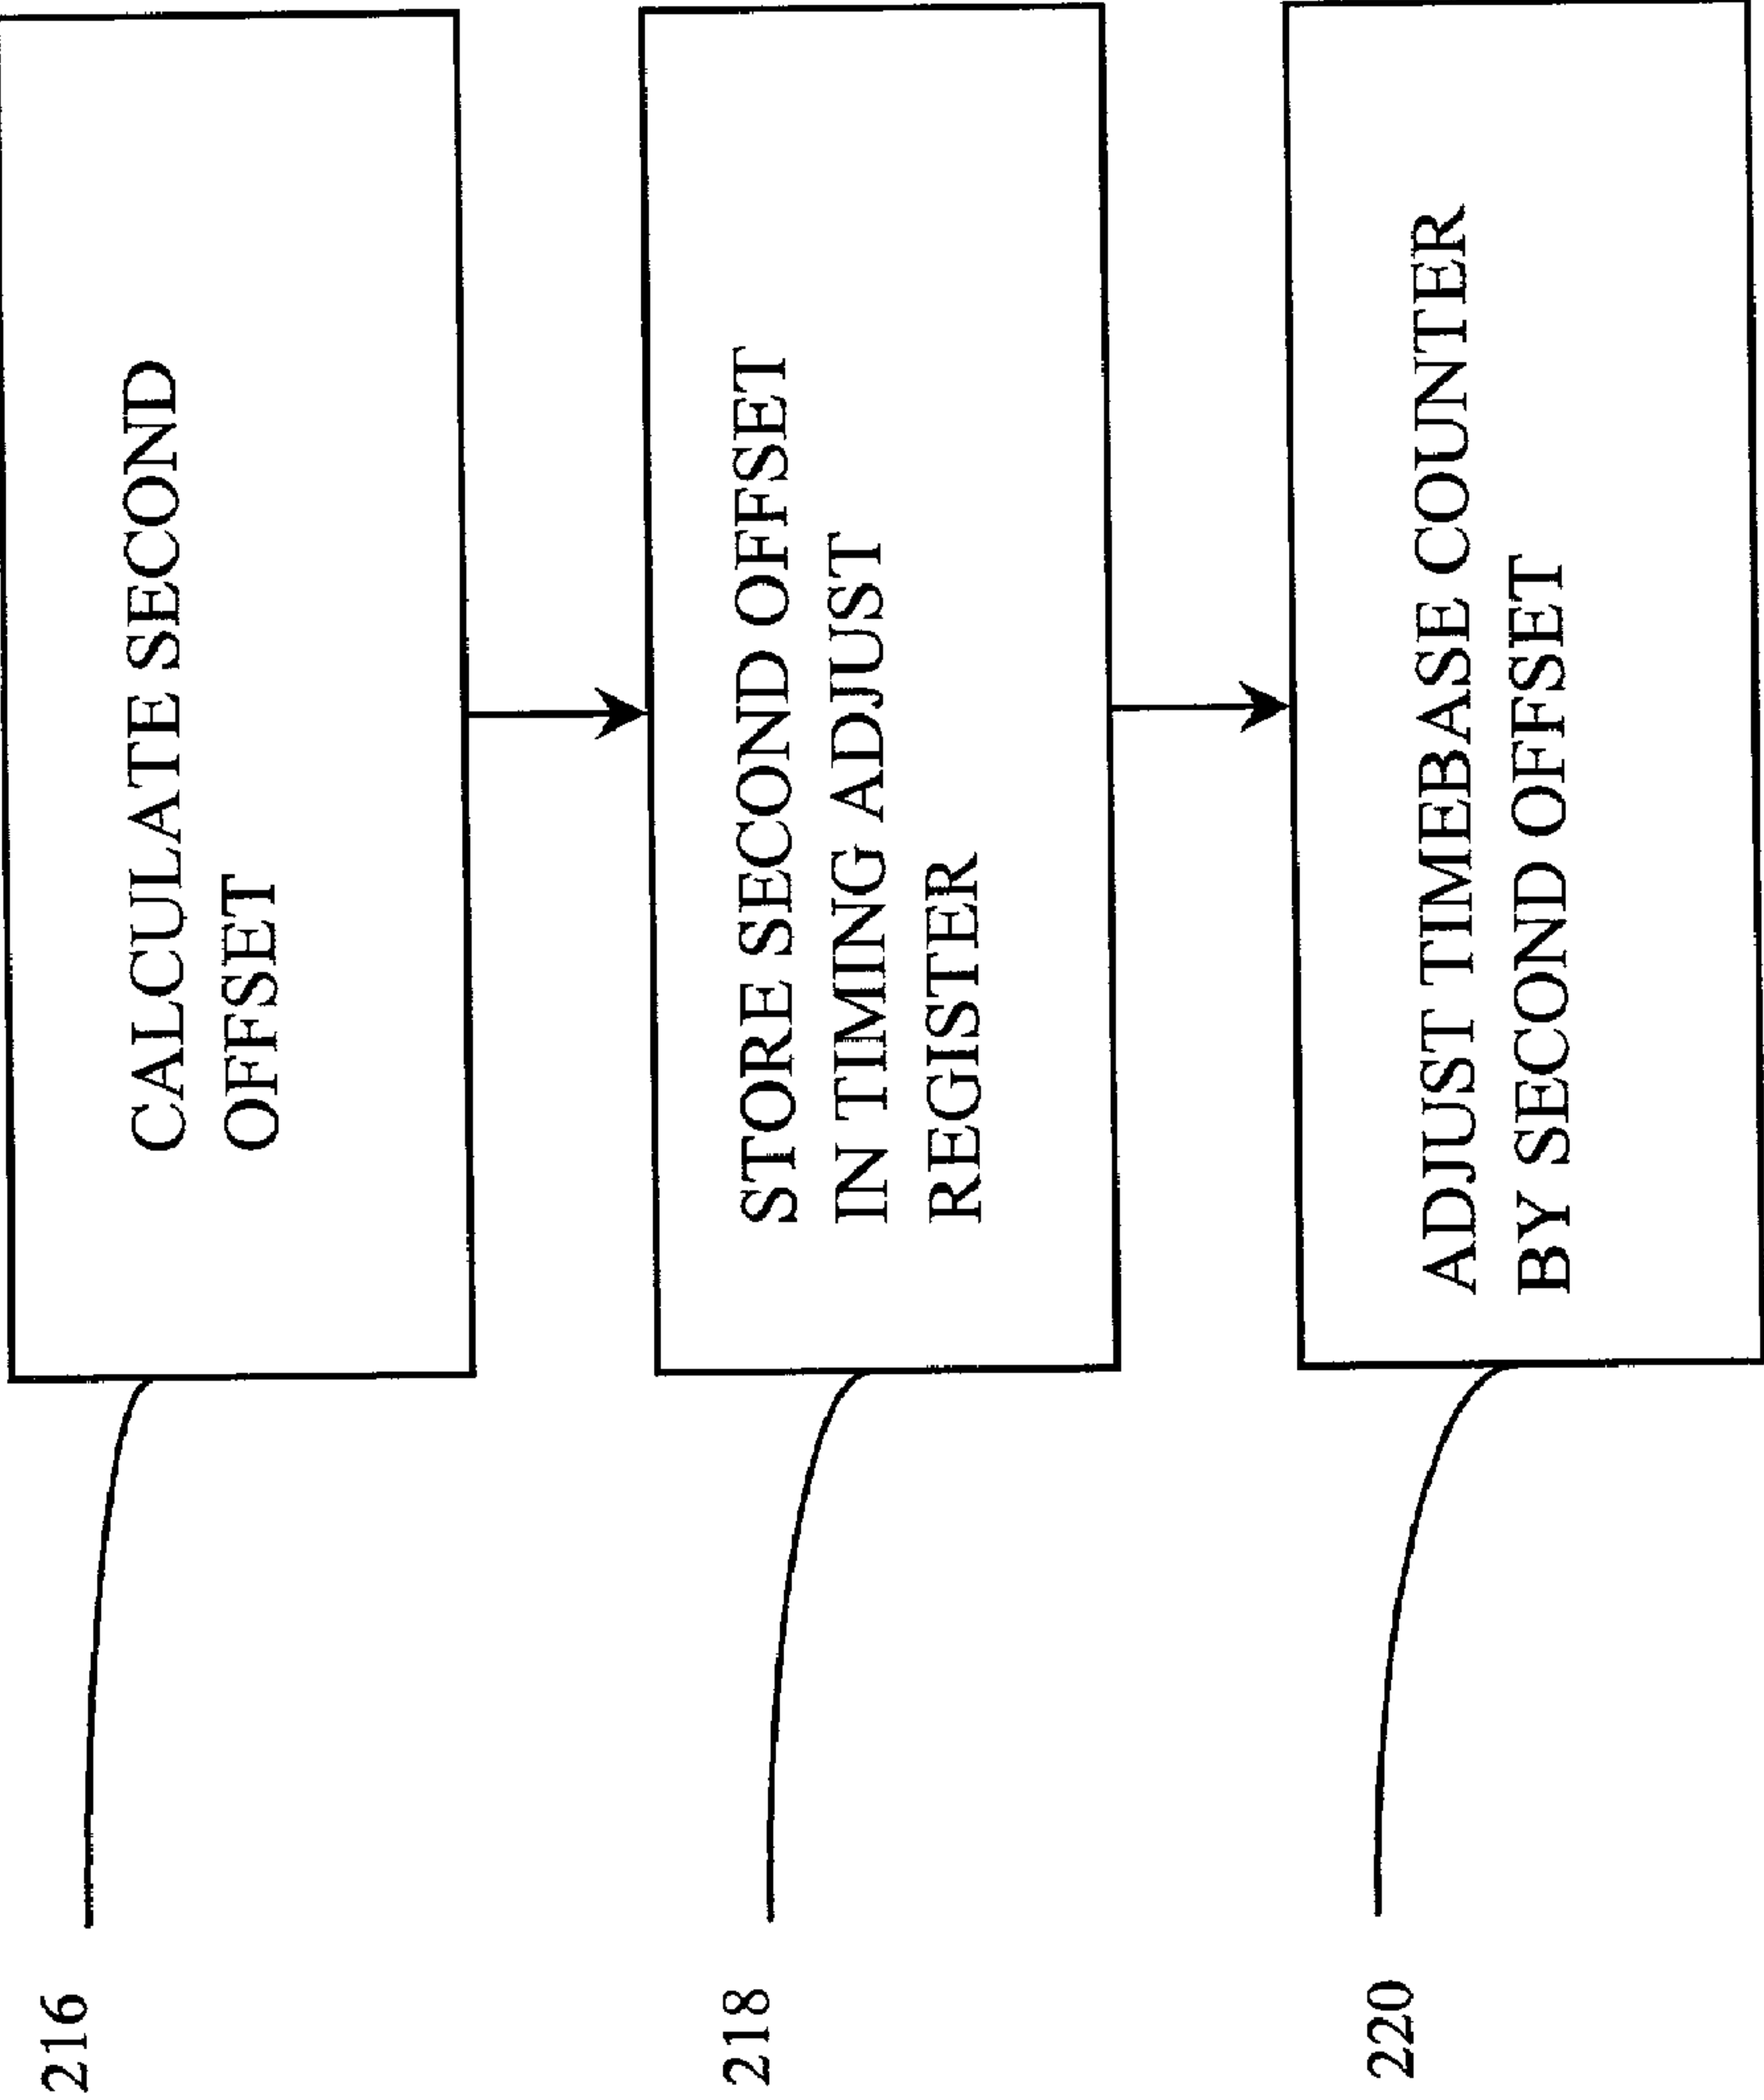 216
CALCULATE SECOND
OFFSET
218
STORE SECOND OFFSET
IN TIMING ADJUST
REGISTER
220
ADJUST TIMEBASE COUNTER
BY SECOND OFFSET